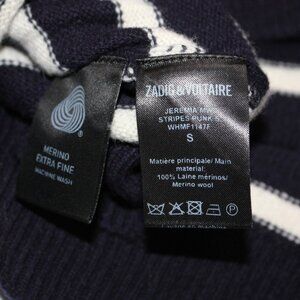 MERINO
EXTRA FINE
MACHINE WASH
ZADIG & VOLTAIRE
JEREMIA MW
STRIPES PUNK S
WHMF1147F
S
Matière principale/ Main
material:
100% Laine mérinos/
Merino wool